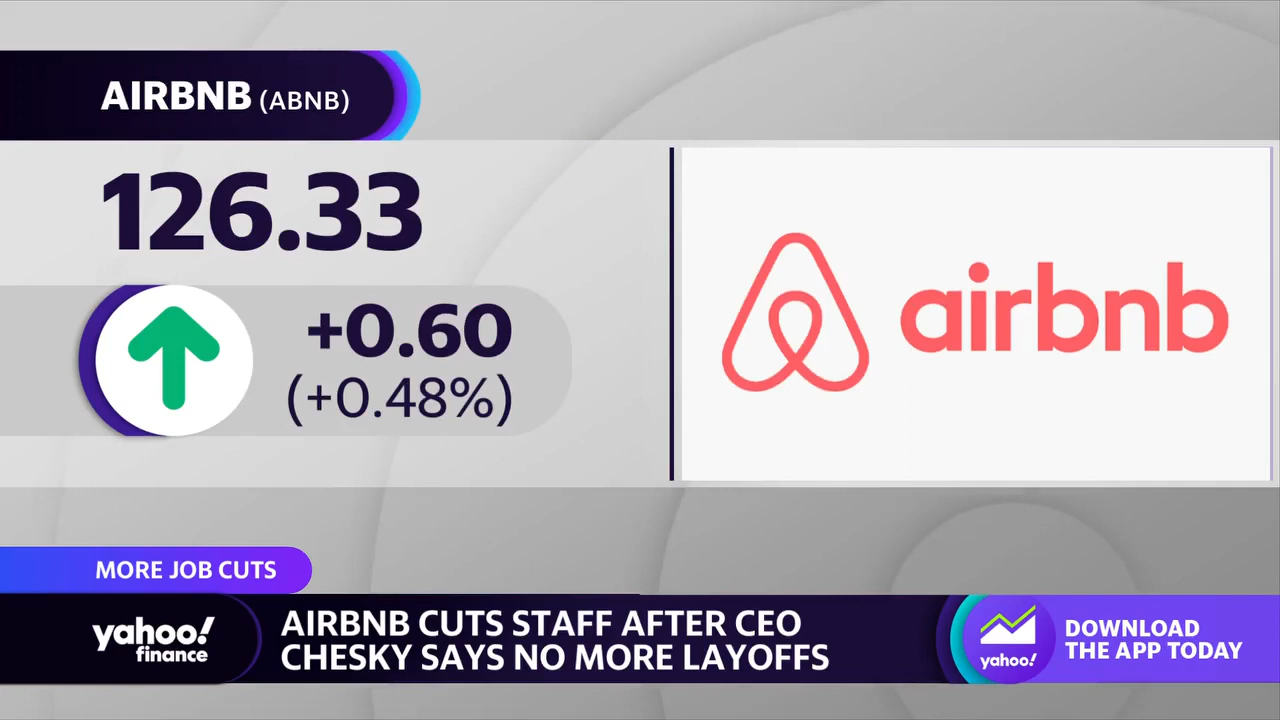 AIRBNB (ABNB)
126.33
+0.60
(+0.48%)
airbnb
MORE JOB CUTS
yahoo!
finance
AIRBNB CUTS STAFF AFTER CEO
CHESKY SAYS NO MORE LAYOFFS
yahoo!
DOWNLOAD
THE APP TODAY